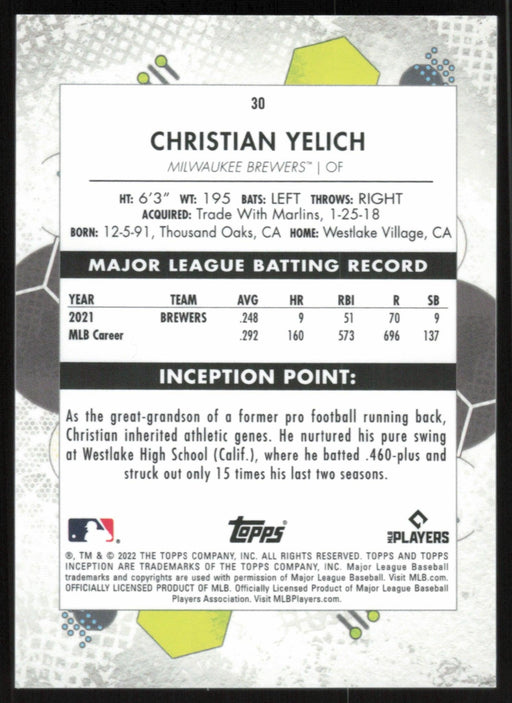 30
CHRISTIAN YELICH
MILWAUKEE BREWERS™ | OF
HT: 6'3" WT: 195 BATS: LEFT THROWS: RIGHT
ACQUIRED: Trade With Marlins, 1-25-18
BORN: 12-5-91, Thousand Oaks, CA HOME: Westlake Village, CA
MAJOR LEAGUE BATTING RECORD
YEAR TEAM AVG HR RBI R SB
2021 BREWERS .248 9 51 70 9
MLB Career .292 160 573 696 137
INCEPTION POINT:
As the great-grandson of a former pro football running back,
Christian inherited athletic genes. He nurtured his pure swing
at Westlake High School (Calif.), where he batted .460-plus and
struck out only 15 times his last two seasons.
Topps® MLB PLAYERS
®, TM & © 2022 THE TOPPS COMPANY, INC. ALL RIGHTS RESERVED. TOPPS AND TOPPS
INCEPTION ARE TRADEMARKS OF THE TOPPS COMPANY, INC. Major League Baseball
trademarks and copyrights are used with permission of Major League Baseball. Visit MLB.com.
OFFICIALLY LICENSED PRODUCT OF MLB. Officially Licensed Product of Major League Baseball
Players Association. Visit MLBPlayers.com.